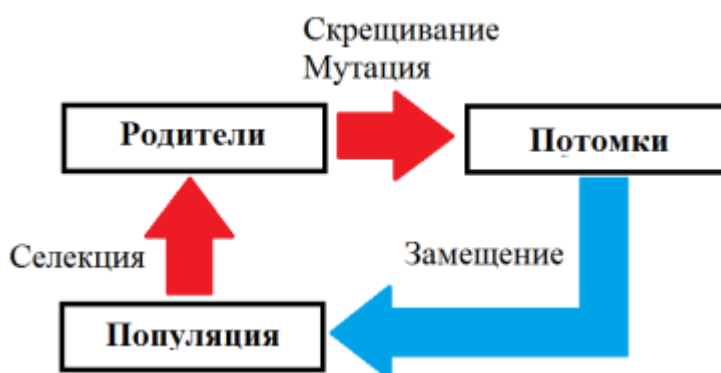 Скрещивание
Мутация
Родители
Потомки
Селекция
Замещение
Популяция